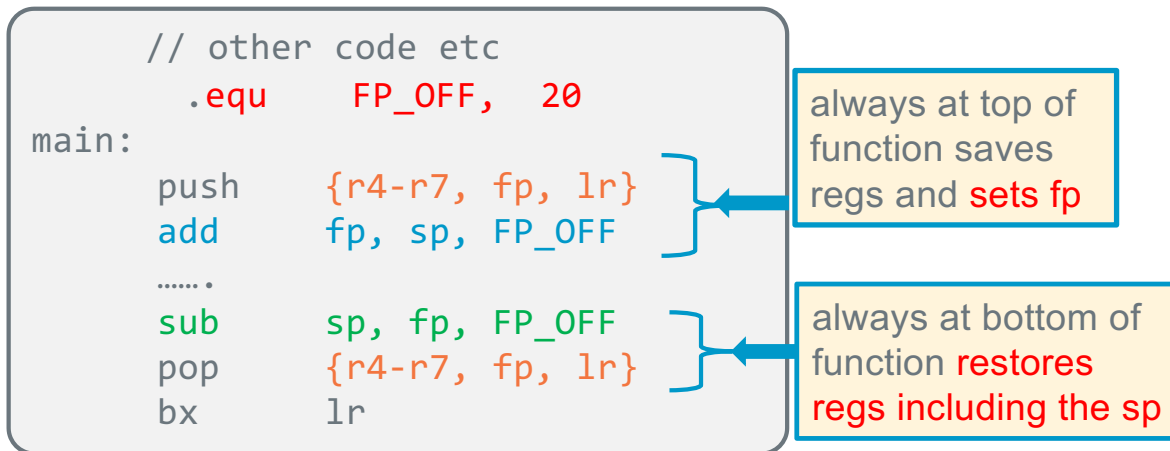 // other code etc
.equ FP_OFF, 20
main:
push {r4-r7, fp, lr}
add fp, sp, FP_OFF
…….
sub sp, fp, FP_OFF
pop {r4-r7, fp, lr}
bx lr
always at top of
function saves
regs and sets fp
always at bottom of
function restores
regs including the sp